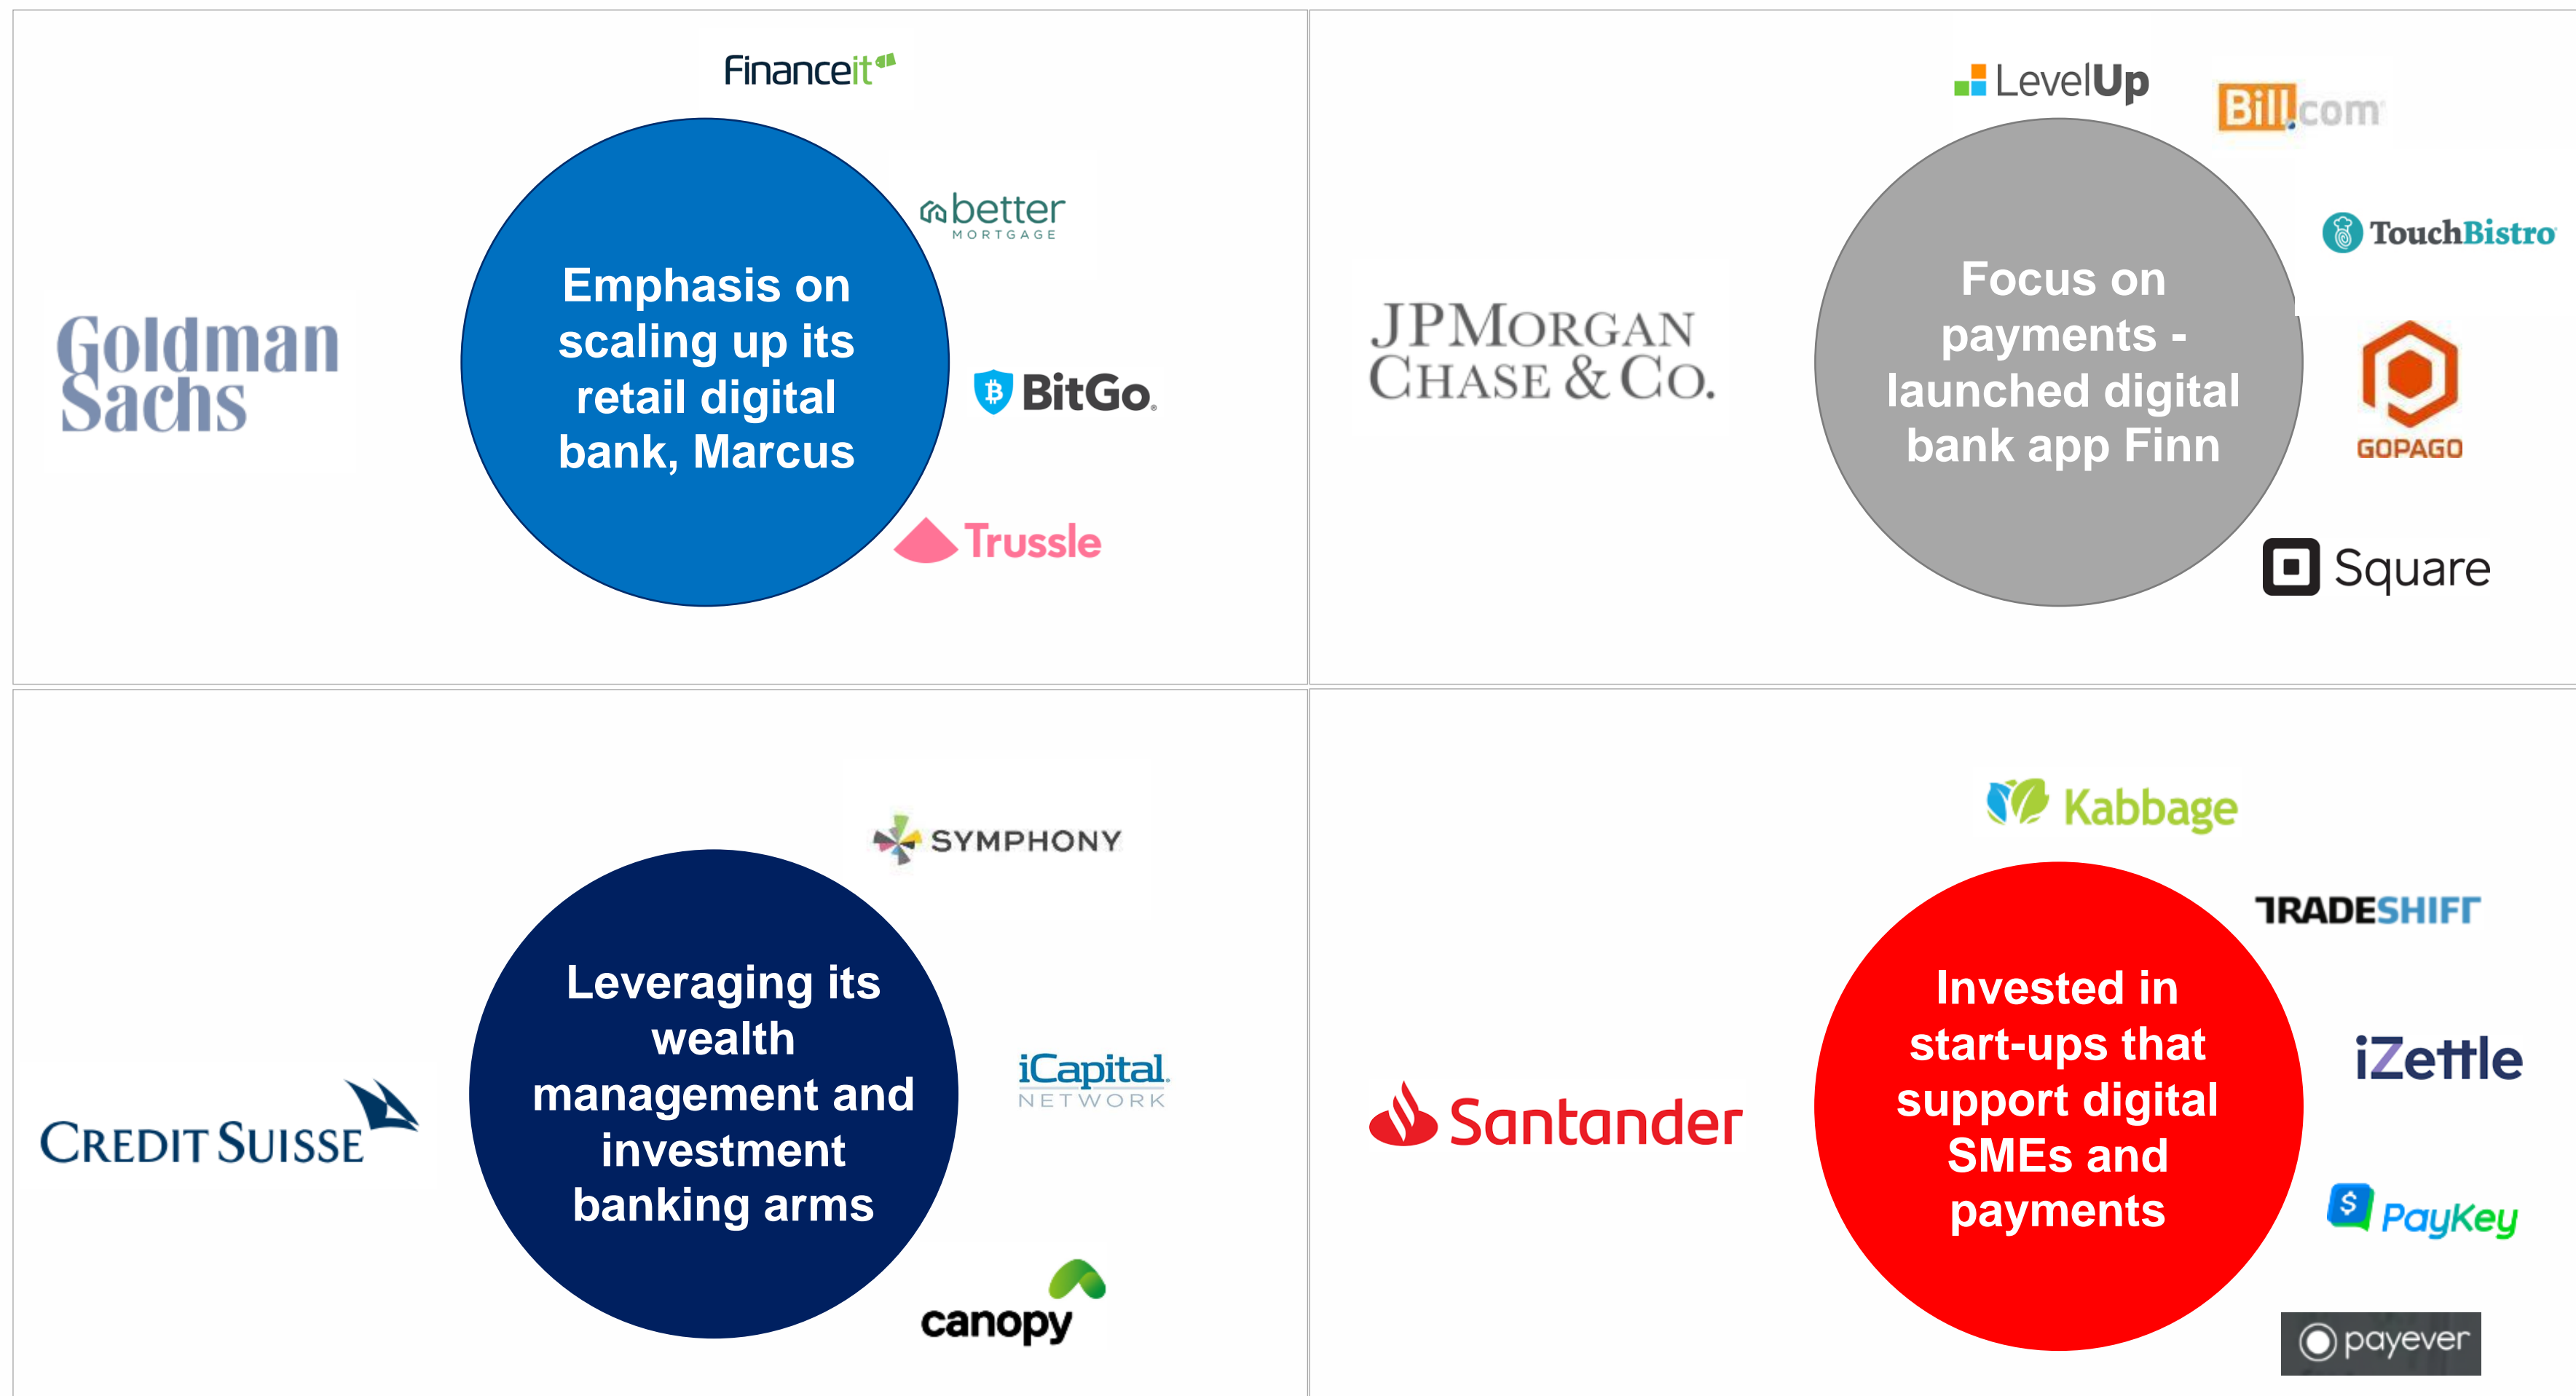 Financeit
better
MORTGAGE
Goldman
Sachs
Emphasis on
scaling up its
retail digital
bank, Marcus
BitGo
Trussle
LevelUp
Bill.com
TouchBistro
JPMORGAN
CHASE & CO.
Focus on
payments -
launched digital
bank app Finn
GOPAGO
Square
SYMPHONY
CREDIT SUISSE
Leveraging its
wealth
management and
investment
banking arms
iCapital
NETWORK
canopy
Kabbage
TRADESHIFT
Santander
Invested in
start-ups that
support digital
SMEs and
payments
iZettle
$ PayKey
payever